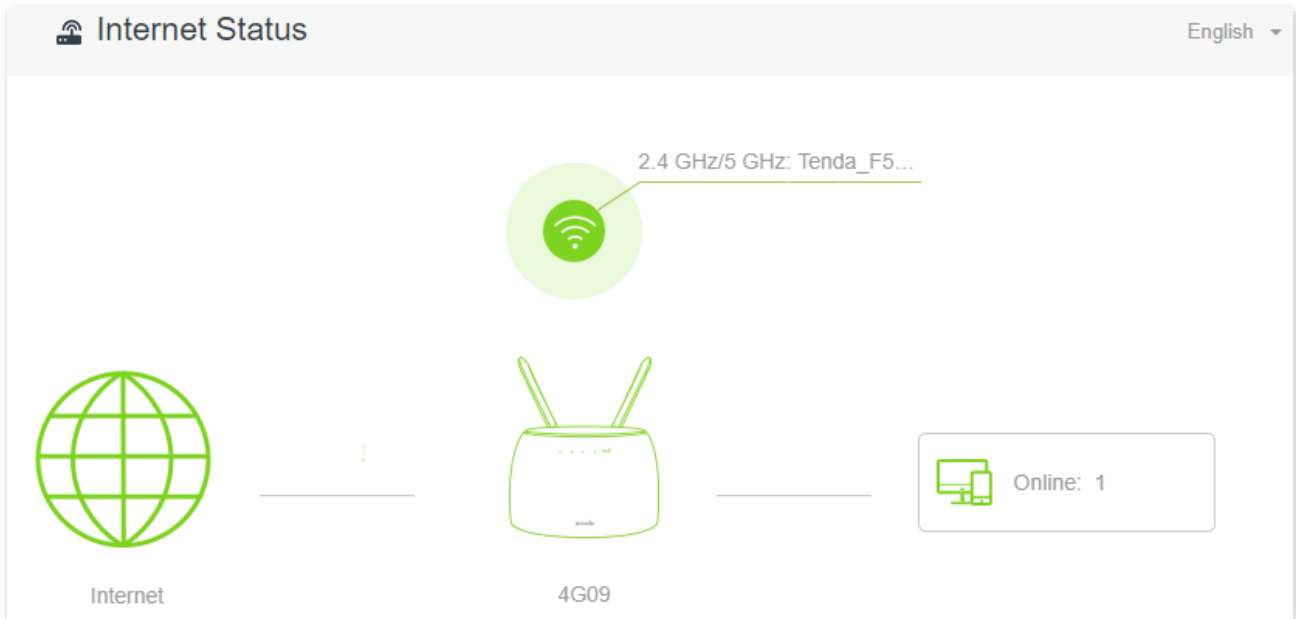 Internet Status
English
2.4 GHz/5 GHz: Tenda_F5...
Online: 1
Internet
4G09